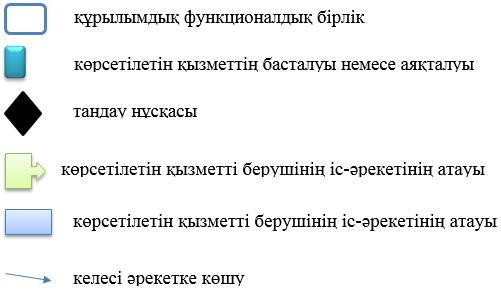 құрылымдық функционалдық бірлік
көрсетілетін қызметтің басталуы немесе аяқталуы
таңдау нұсқасы
көрсетілетін қызметті берушінің іс-әрекетінің атауы
көрсетілетін қызметті берушінің іс-әрекетінің атауы
келесі әрекетке көшу